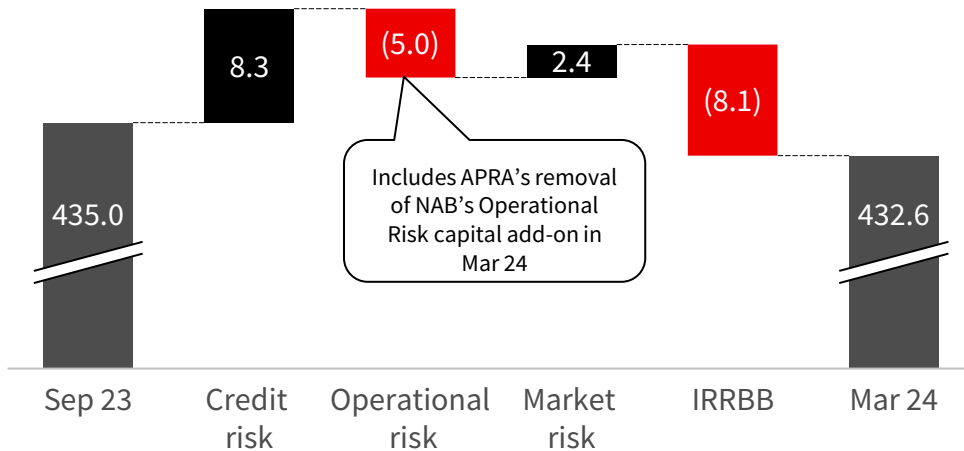 435.0
8.3
(5.0)
2.4
(8.1)
432.6
Includes APRA's removal
of NAB's Operational
Risk capital add-on in
Mar 24
Sep 23
Credit
risk
Operational
risk
Market
risk
IRRBB
Mar 24